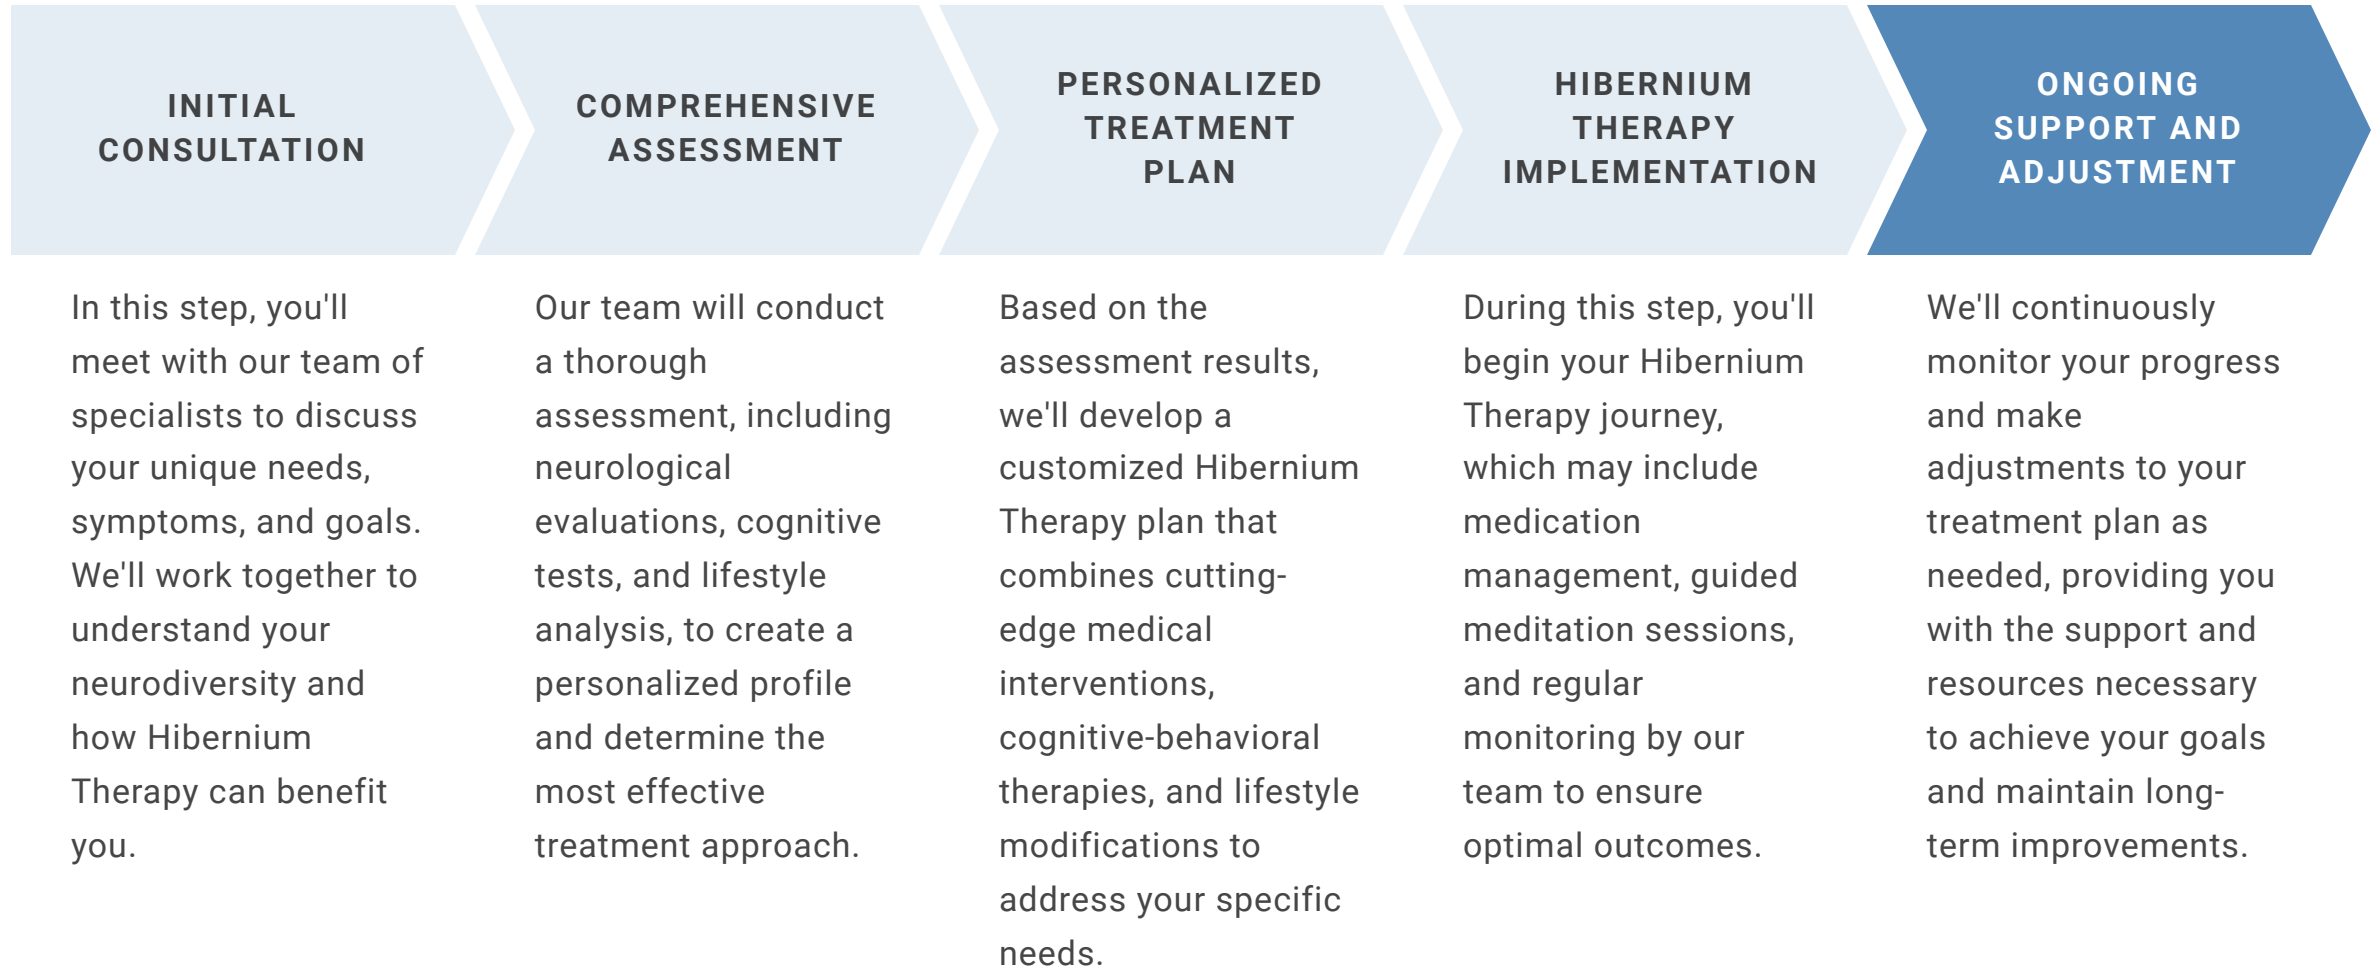 INITIAL
CONSULTATION
In this step, you'll
meet with our team of
specialists to discuss
your unique needs,
symptoms, and goals.
We'll work together to
understand your
neurodiversity and
how Hibernium
Therapy can benefit
you.
COMPREHENSIVE
ASSESSMENT
Our team will conduct
a thorough
assessment, including
neurological
evaluations, cognitive
tests, and lifestyle
analysis, to create a
personalized profile
and determine the
most effective
treatment approach.
PERSONALIZED
TREATMENT
PLAN
Based on the
assessment results,
we'll develop a
customized Hibernium
Therapy plan that
combines cutting-
edge medical
interventions,
cognitive-behavioral
therapies, and lifestyle
modifications to
address your specific
needs.
HIBERNIUM
THERAPY
IMPLEMENTATION
During this step, you'll
begin your Hibernium
Therapy journey,
which may include
medication
management, guided
meditation sessions,
and regular
monitoring by our
team to ensure
optimal outcomes.
ONGOING
SUPPORT AND
ADJUSTMENT
We'll continuously
monitor your progress
and make
adjustments to your
treatment plan as
needed, providing you
with the support and
resources necessary
to achieve your goals
and maintain long-
term improvements.